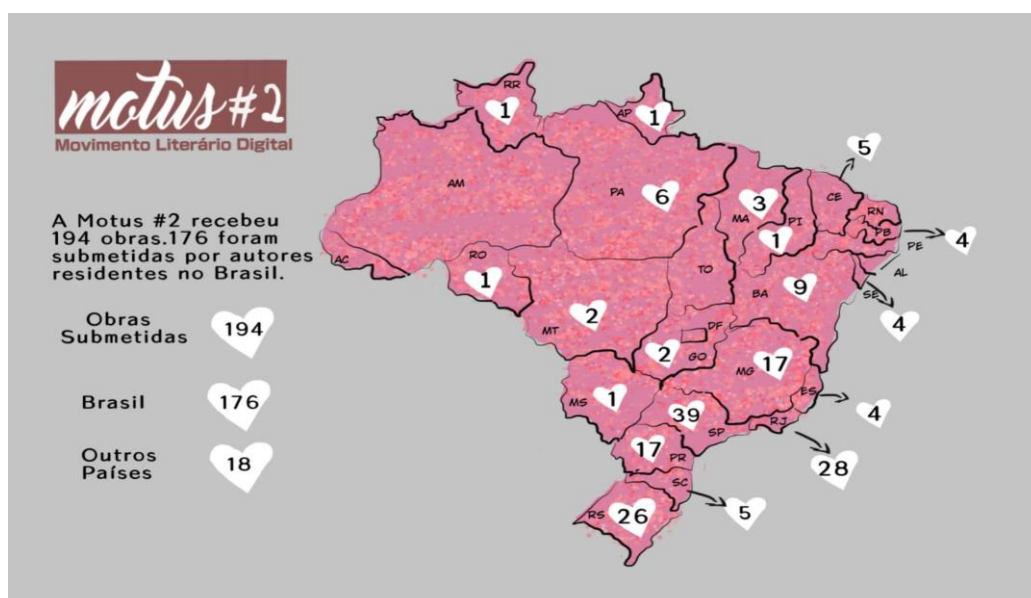 motus#2
Movimento Literário Digital
A Motus #2 recebeu
194 obras.176 foram
submetidas por autores
residentes no Brasil.
Obras
Submetidas
194
Brasil
176
Outros
Países
18
RR
1
AP
1
AM
PA
6
MA
3
PI
1
CE
5
RN
PB
4
PE
AL
AC
RO
1
TO
BA
9
SE
4
MT
2
DF
GO
2
MG
17
ES
4
MS
1
39
SP
RJ
28
17
PR
SC
5
RS
26